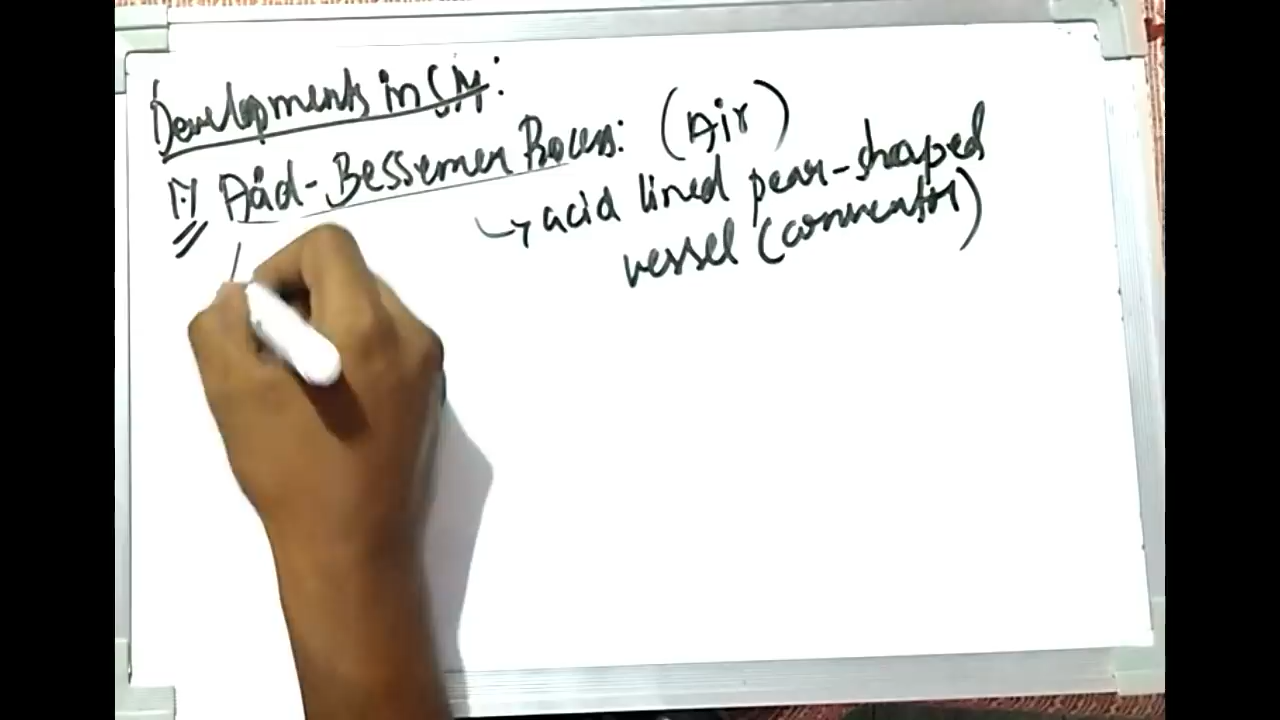 Developments in SM:
1.) Acid-Bessemer Process: (Air)
↳ acid lined pear-shaped
vessel (converter)